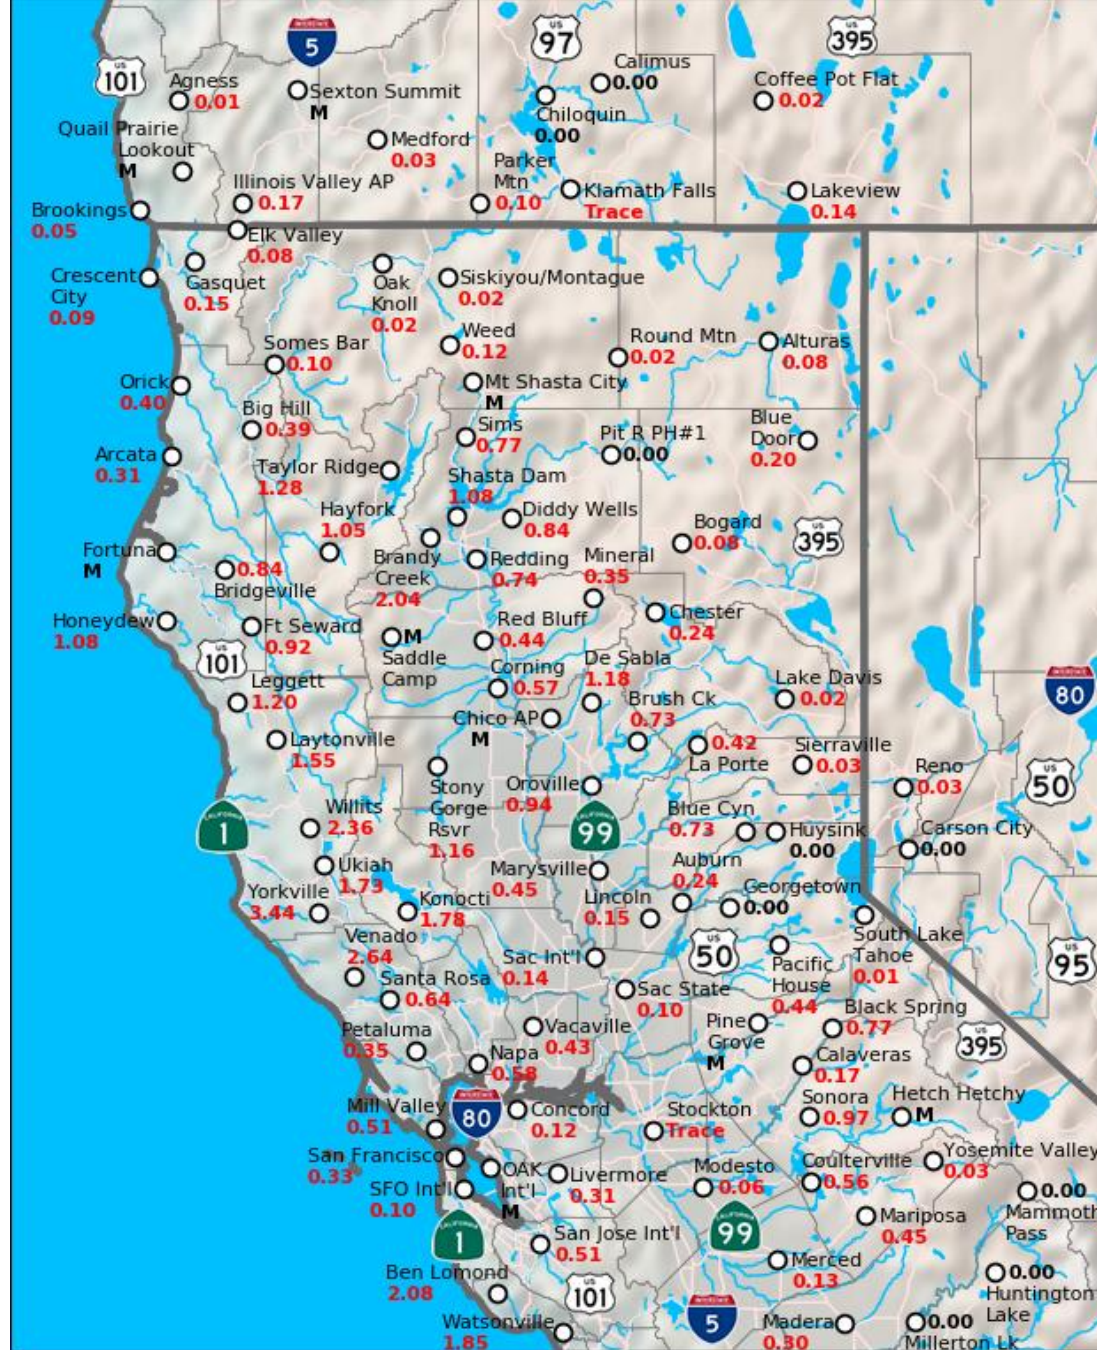 INTERSTATE
5
US
97
US
395
US
101
Calimus
0.00
Agness
0.01
Sexton Summit
M
Coffee Pot Flat
0.02
Chiloquin
0.00
Quail Prairie
Lookout
M
Medford
0.03
Parker
Mtn
0.10
Illinois Valley AP
0.17
Klamath Falls
Trace
Lakeview
0.14
Brookings
0.05
Elk Valley
0.08
Crescent
City
0.09
Gasquet
0.15
Oak
Knoll
0.02
Siskiyou/Montague
0.02
Weed
0.12
Round Mtn
0.02
Alturas
0.08
Somes Bar
0.10
Orick
0.40
Mt Shasta City
M
Big Hill
0.39
Sims
0.77
Pit R PH#1
0.00
Blue
Door
0.20
Arcata
0.31
Taylor Ridge
1.28
Shasta Dam
1.08
Hayfork
1.05
Diddy Wells
0.84
Bogard
0.08
US
395
Fortuna
M
0.84
Bridgeville
Brandy
Creek
2.04
Redding
0.74
Mineral
0.35
Honeydew
1.08
Ft Seward
0.92
M
Saddle
Camp
Red Bluff
0.44
Chester
0.24
US
101
Corning
0.57
De Sabla
1.18
Leggett
1.20
Lake Davis
0.02
Brush Ck
0.73
INTERSTATE
80
Chico AP
M
Laytonville
1.55
0.42
La Porte
Sierraville
0.03
Stony
Gorge
Rsvr
1.16
Oroville
0.94
Reno
0.03
US
50
Willits
2.36
CALIFORNIA
1
CALIFORNIA
99
Blue Cyn
0.73
Huysink
0.00
Carson City
0.00
Ukiah
1.73
Marysville
0.45
Auburn
0.24
Yorkville
3.44
Konocti
1.78
Lincoln
0.15
Georgetown
0.00
Venado
2.64
South Lake
Tahoe
0.01
Sac Int'l
0.14
US
50
Pacific
House
0.44
US
95
Santa Rosa
0.64
Sac State
0.10
Black Spring
0.77
Petaluma
0.35
Vacaville
0.43
Pine
Grove
M
US
395
Napa
0.58
Calaveras
0.17
Mill Valley
0.51
INTERSTATE
80
Concord
0.12
Stockton
Trace
Sonora
0.97
Hetch Hetchy
M
San Francisco
0.33
OAK
Int'l
M
Livermore
0.31
Modesto
0.06
Coulterville
0.56
Yosemite Valley
0.03
SFO Int'l
0.10
0.00
Mammoth
Pass
CALIFORNIA
1
San Jose Int'l
0.51
CALIFORNIA
99
Mariposa
0.45
Ben Lomond
2.08
US
101
Merced
0.13
0.00
Huntington
Lake
Watsonville
1.85
INTERSTATE
5
Madera
0.30
0.00
Millerton Lk